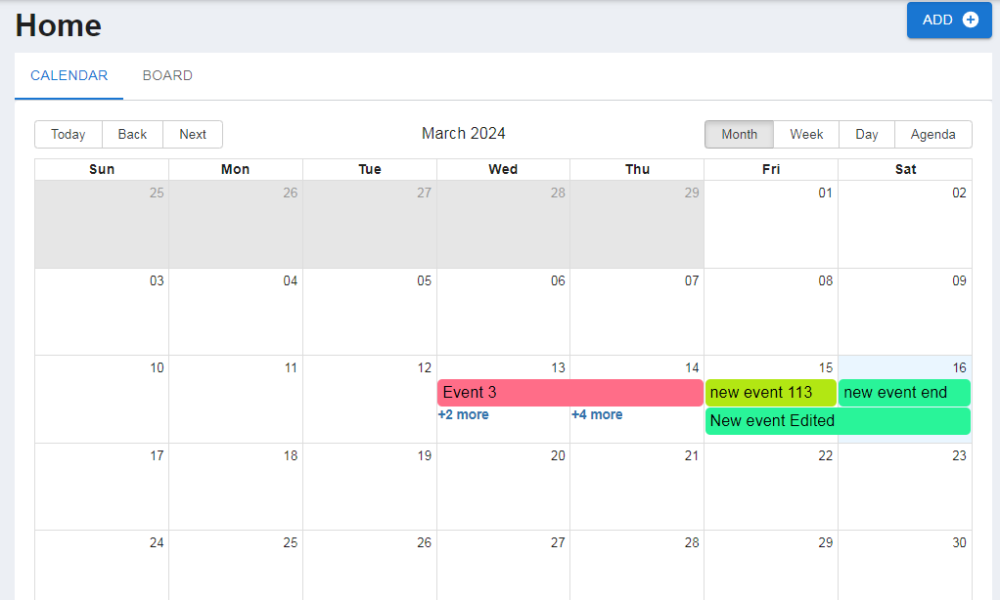 Home
ADD
CALENDAR BOARD
Today Back Next March 2024 Month Week Day Agenda
Sun Mon Tue Wed Thu Fri Sat
25 26 27 28 29 01 02
03 04 05 06 07 08 09
10 11 12 13 14 15 16
Event 3 new event 113 new event end
+2 more +4 more New event Edited
17 18 19 20 21 22 23
24 25 26 27 28 29 30